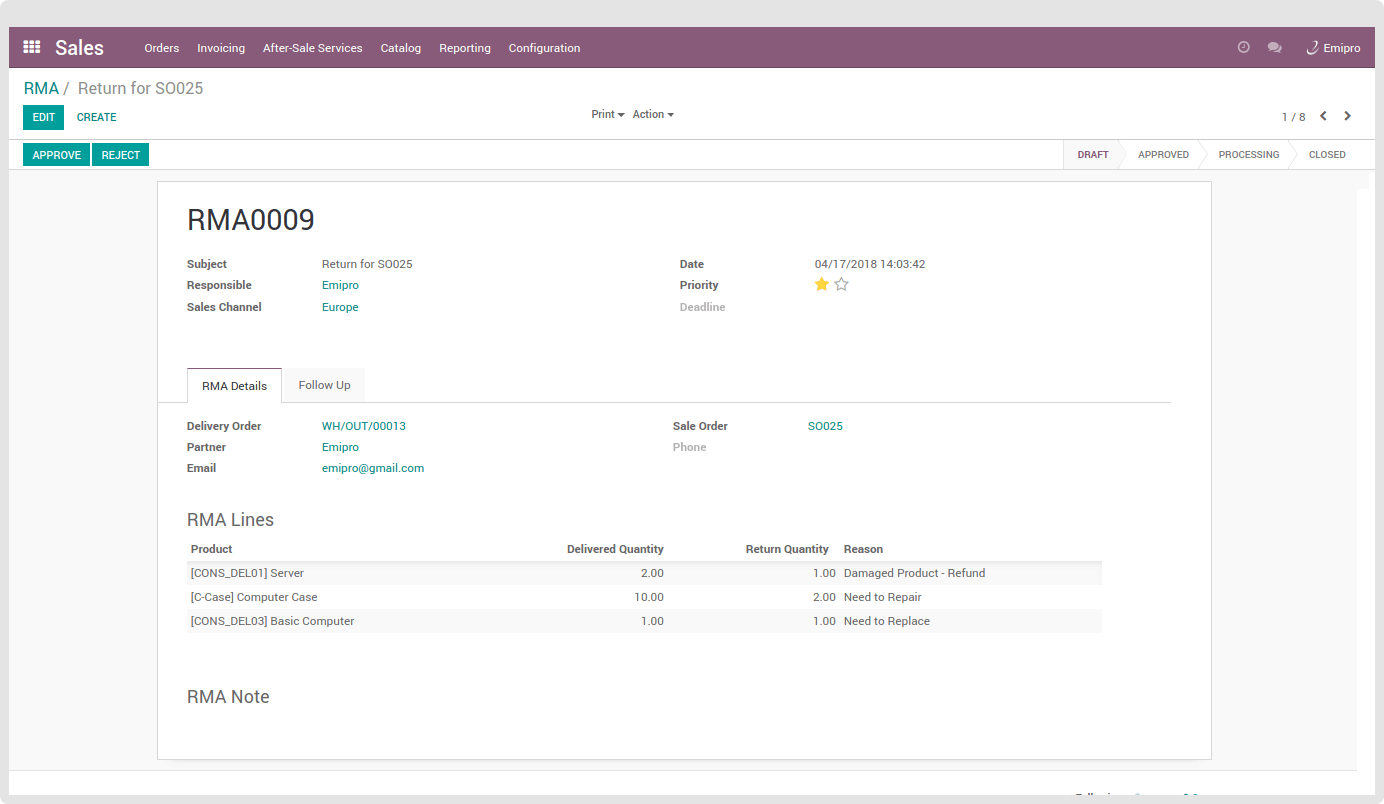 Sales Orders Invoicing After-Sale Services Catalog Reporting Configuration Emipro
RMA / Return for SO025
EDIT CREATE Print Action 1 / 8
APPROVE REJECT DRAFT APPROVED PROCESSING CLOSED
RMA0009
Subject Return for SO025 Date 04/17/2018 14:03:42
Responsible Emipro Priority
Sales Channel Europe Deadline
RMA Details Follow Up
Delivery Order WH/OUT/00013 Sale Order SO025
Partner Emipro Phone
Email emipro@gmail.com
RMA Lines
Product Delivered Quantity Return Quantity Reason
[CONS_DEL01] Server 2.00 1.00 Damaged Product - Refund
[C-Case] Computer Case 10.00 2.00 Need to Repair
[CONS_DEL03] Basic Computer 1.00 1.00 Need to Replace
RMA Note